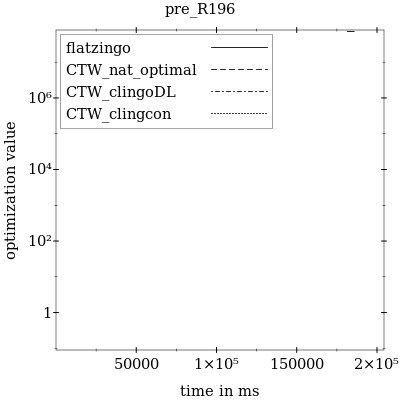 pre_R196
flatzingo
CTW_nat_optimal
CTW_clingoDL
CTW_clingcon
optimization value
10⁶
10⁴
10²
1
50000 1×10⁵ 150000 2×10⁵
time in ms